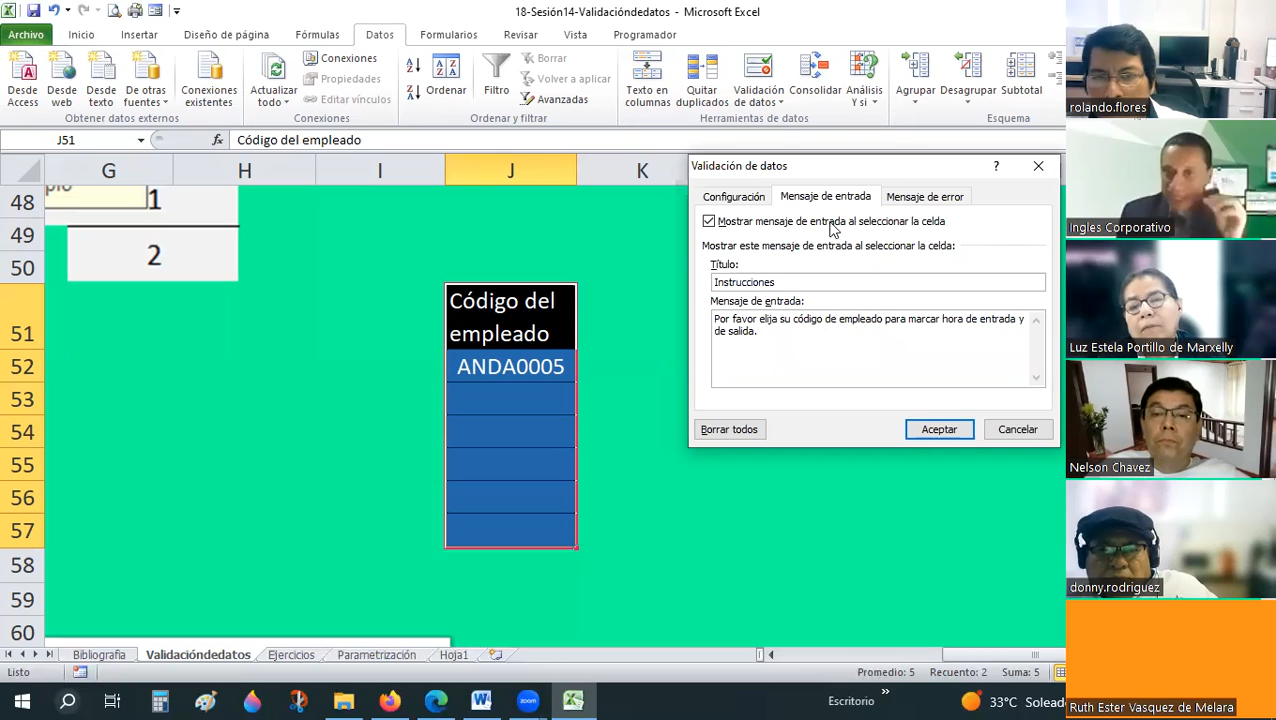 18-Sesión14-Validacióndedatos - Microsoft Excel
Archivo Inicio Insertar Diseño de página Fórmulas Datos Formularios Revisar Vista Programador
Desde Access
Desde web
Desde texto
De otras fuentes
Conexiones existentes
Obtener datos externos
Actualizar todo
Conexiones
Propiedades
Editar vínculos
Conexiones
Ordenar
Filtro
Borrar
Volver a aplicar
Avanzadas
Ordenar y filtrar
Texto en columnas
Quitar duplicados
Validación de datos
Consolidar
Análisis Y si
Herramientas de datos
Agrupar
Desagrupar
Subtotal
Esquema
J51
fx Código del empleado
G H I J K
48 1
49
50 2
51 Código del
empleado
52 ANDA0005
53
54
55
56
57
58
59
60
Validación de datos
Configuración Mensaje de entrada Mensaje de error
Mostrar mensaje de entrada al seleccionar la celda
Mostrar este mensaje de entrada al seleccionar la celda:
Título:
Instrucciones
Mensaje de entrada:
Por favor elija su código de empleado para marcar hora de entrada y
de salida.
Borrar todos Aceptar Cancelar
Bibliografía Validacióndedatos Ejercicios Parametrización Hoja1
Listo Promedio: 5 Recuento: 2 Suma: 5
Escritorio » 33°C Solead
rolando.flores
Ingles Corporativo
Luz Estela Portillo de Marxelly
Nelson Chavez
donny.rodriguez
Ruth Ester Vasquez de Melara